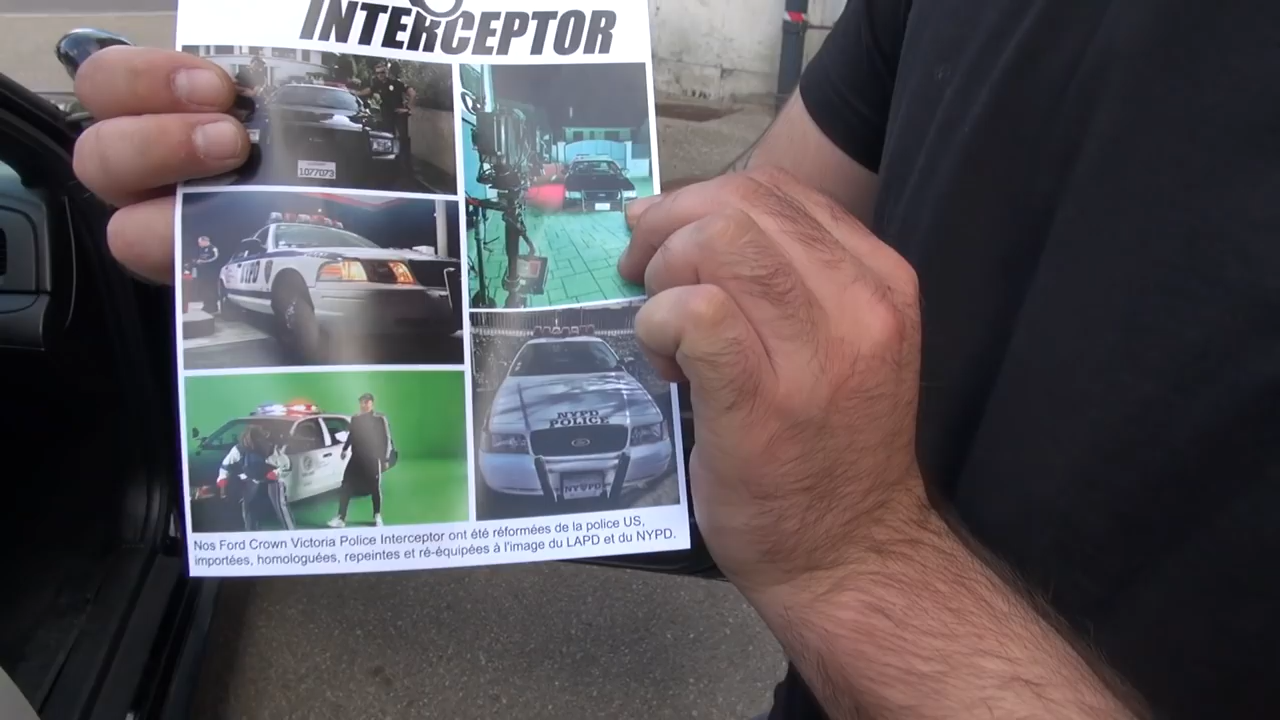 INTERCEPTOR
1077073
NYPD
NYPD
POLICE
NYPD
Nos Ford Crown Victoria Police Interceptor ont été réformées de la police US,
importées, homologuées, repeintes et ré-équipées à l'image du LAPD et du NYPD,